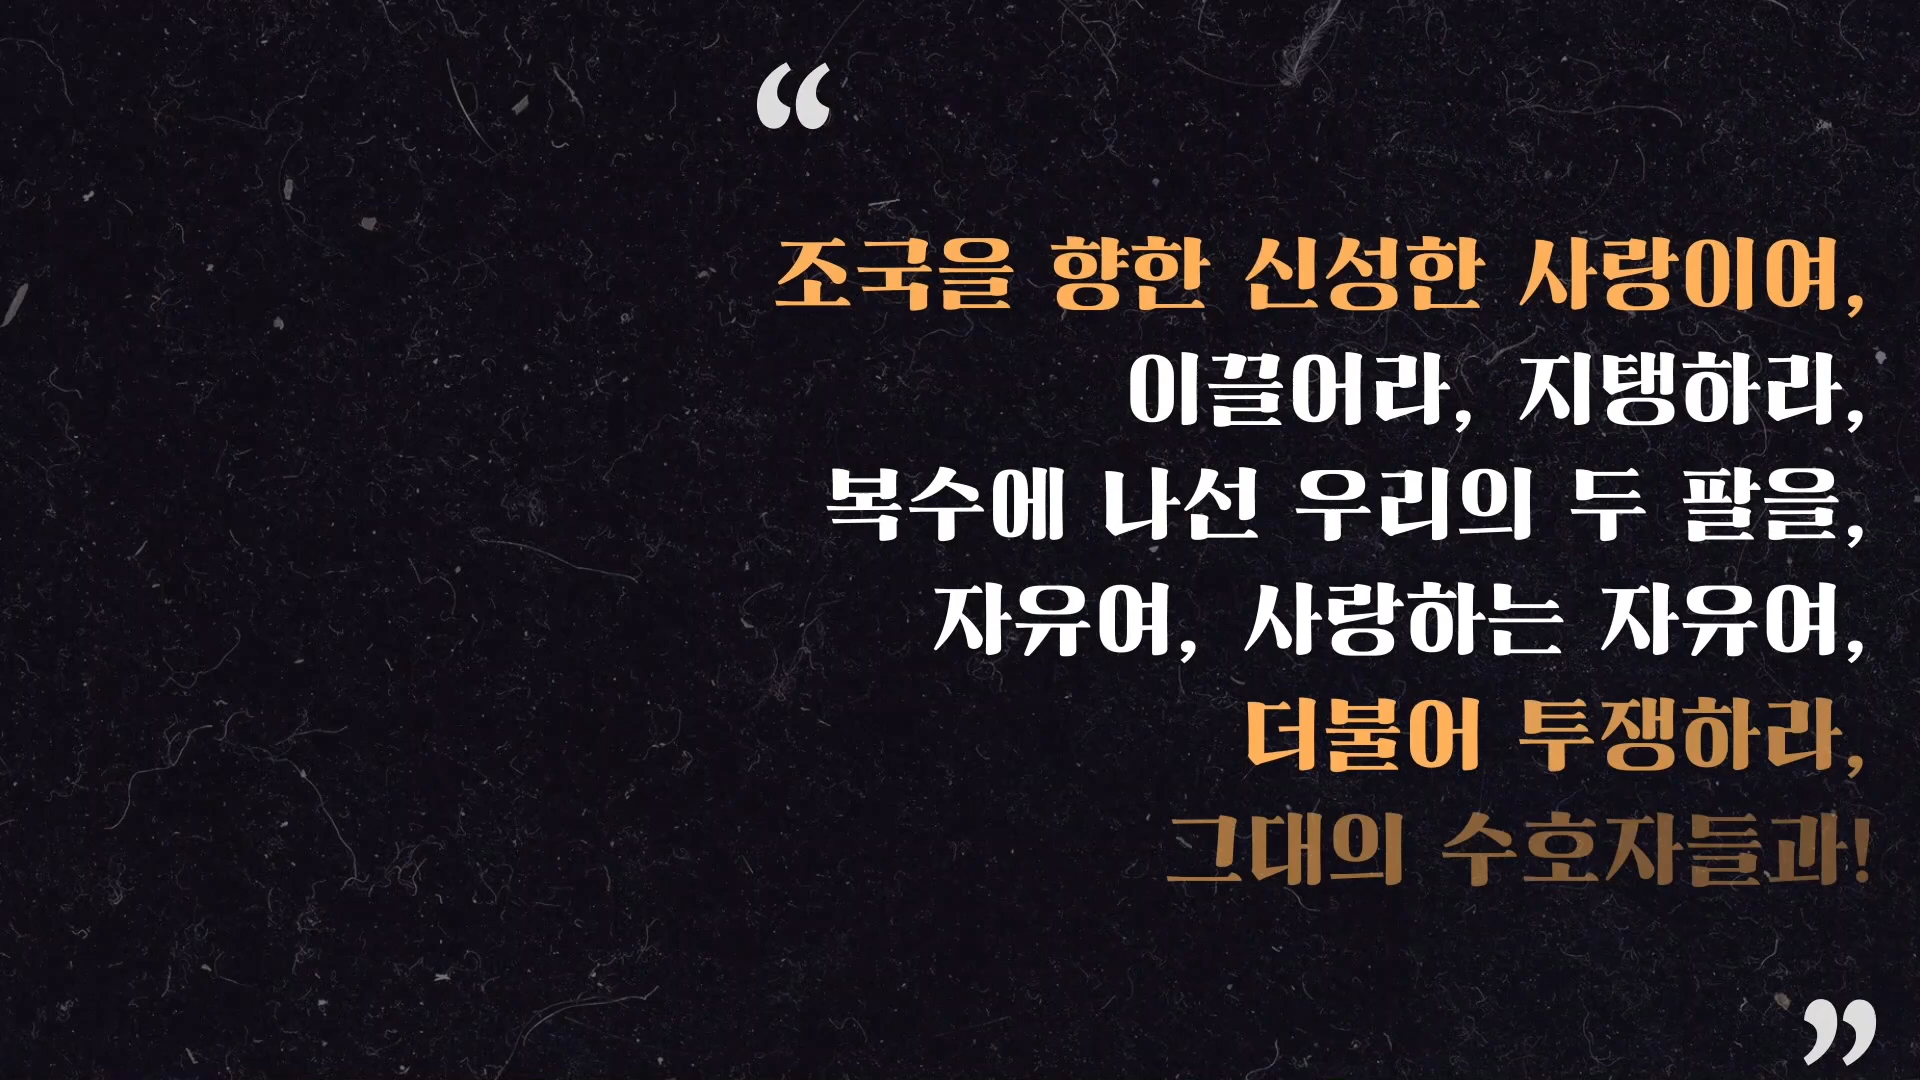 “
조국을 향한 신성한 사랑이여,
이끌어라, 지탱하라,
복수에 나선 우리의 두 팔을,
자유여, 사랑하는 자유여,
더불어 투쟁하라,
그대의 수호자들과!
”